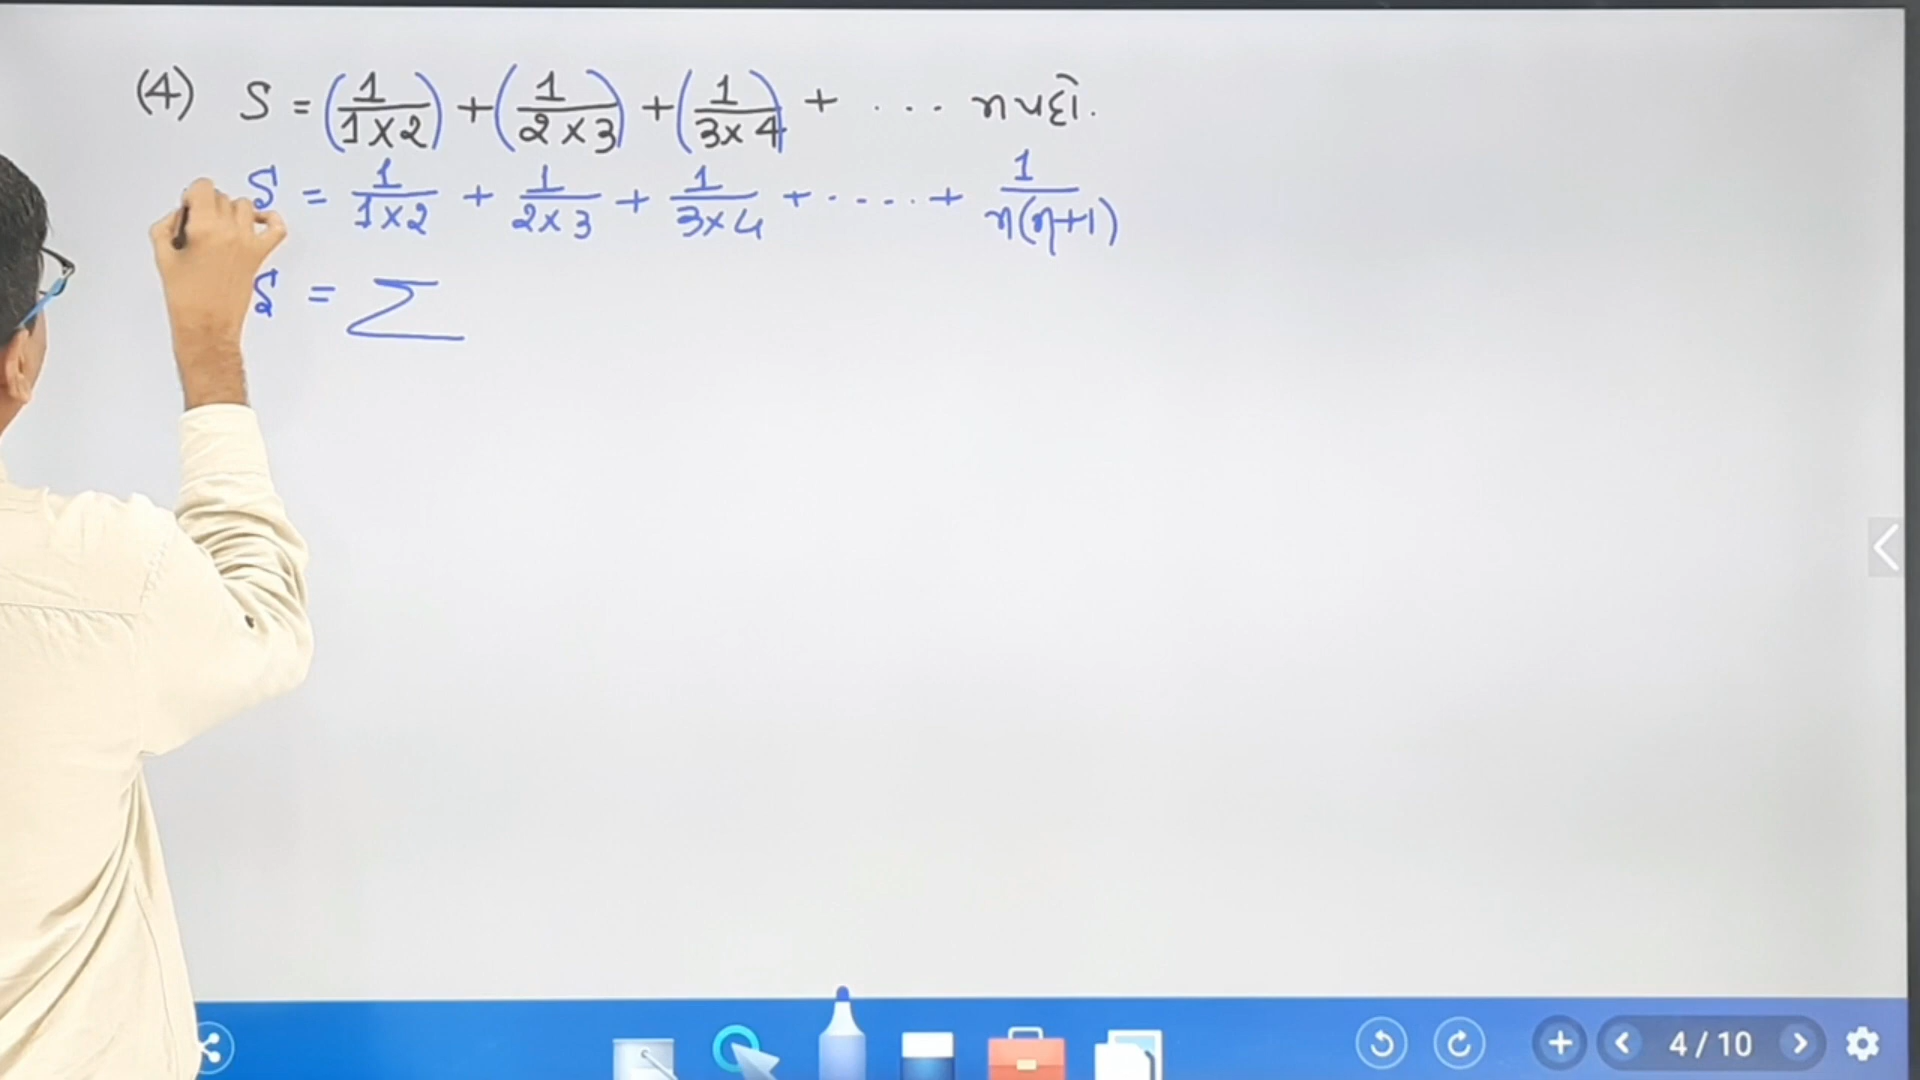 (4) S = (1/(1×2)) + (1/(2×3)) + (1/(3×4)) + ... n પદો.
S = 1/(1×2) + 1/(2×3) + 1/(3×4) + ..... + 1/(n(n+1))
S = Σ
4 / 10